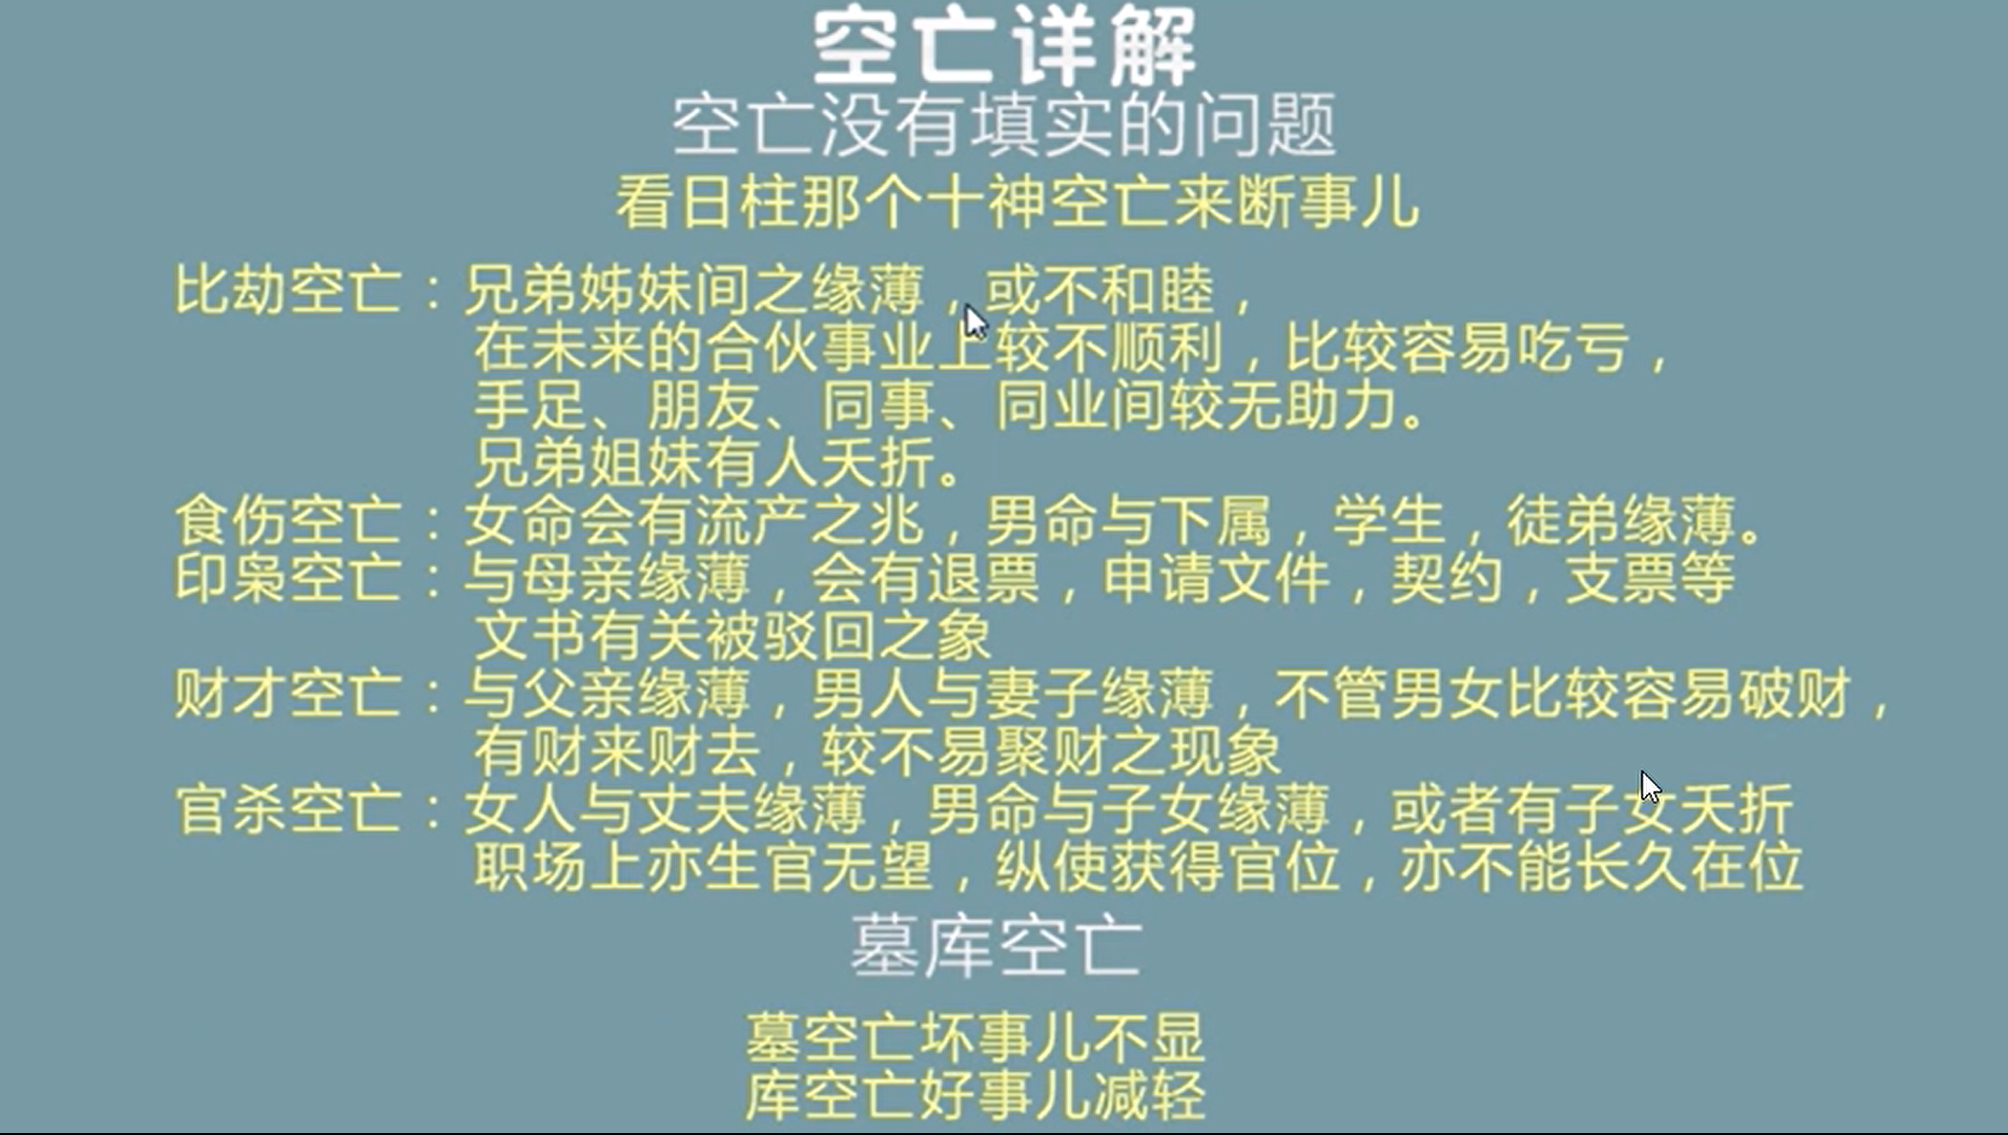 空亡详解
空亡没有填实的问题
看日柱那个十神空亡来断事儿
比劫空亡：兄弟姊妹间之缘薄，或不和睦，
在未来的合伙事业上较不顺利，比较容易吃亏，
手足、朋友、同事、同业间较无助力。
兄弟姐妹有人夭折。
食伤空亡：女命会有流产之兆，男命与下属，学生，徒弟缘薄。
印枭空亡：与母亲缘薄，会有退票，申请文件，契约，支票等
文书有关被驳回之象
财才空亡：与父亲缘薄，男人与妻子缘薄，不管男女比较容易破财，
有财来财去，较不易聚财之现象
官杀空亡：女人与丈夫缘薄，男命与子女缘薄，或者有子女夭折
职场上亦生官无望，纵使获得官位，亦不能长久在位
墓库空亡
墓空亡坏事儿不显
库空亡好事儿减轻